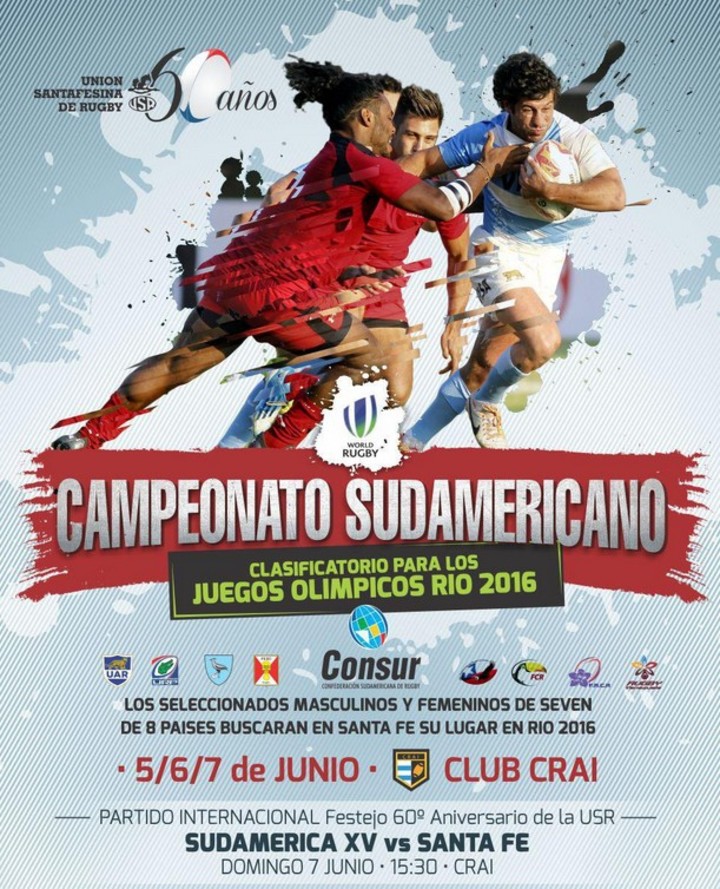 UNION
SANTAFESINA
DE RUGBY
60 años
WORLD
RUGBY
CAMPEONATO SUDAMERICANO
CLASIFICATORIO PARA LOS
JUEGOS OLIMPICOS RIO 2016
Consur
CONFEDERACIÓN SUDAMERICANA DE RUGBY
UAR
FCR
LOS SELECCIONADOS MASCULINOS Y FEMENINOS DE SEVEN
DE 8 PAISES BUSCARAN EN SANTA FE SU LUGAR EN RIO 2016
• 5/6/7 de JUNIO • CRAI CLUB CRAI
PARTIDO INTERNACIONAL Festejo 60º Aniversario de la USR
SUDAMERICA XV vs SANTA FE
DOMINGO 7 JUNIO • 15:30 • CRAI